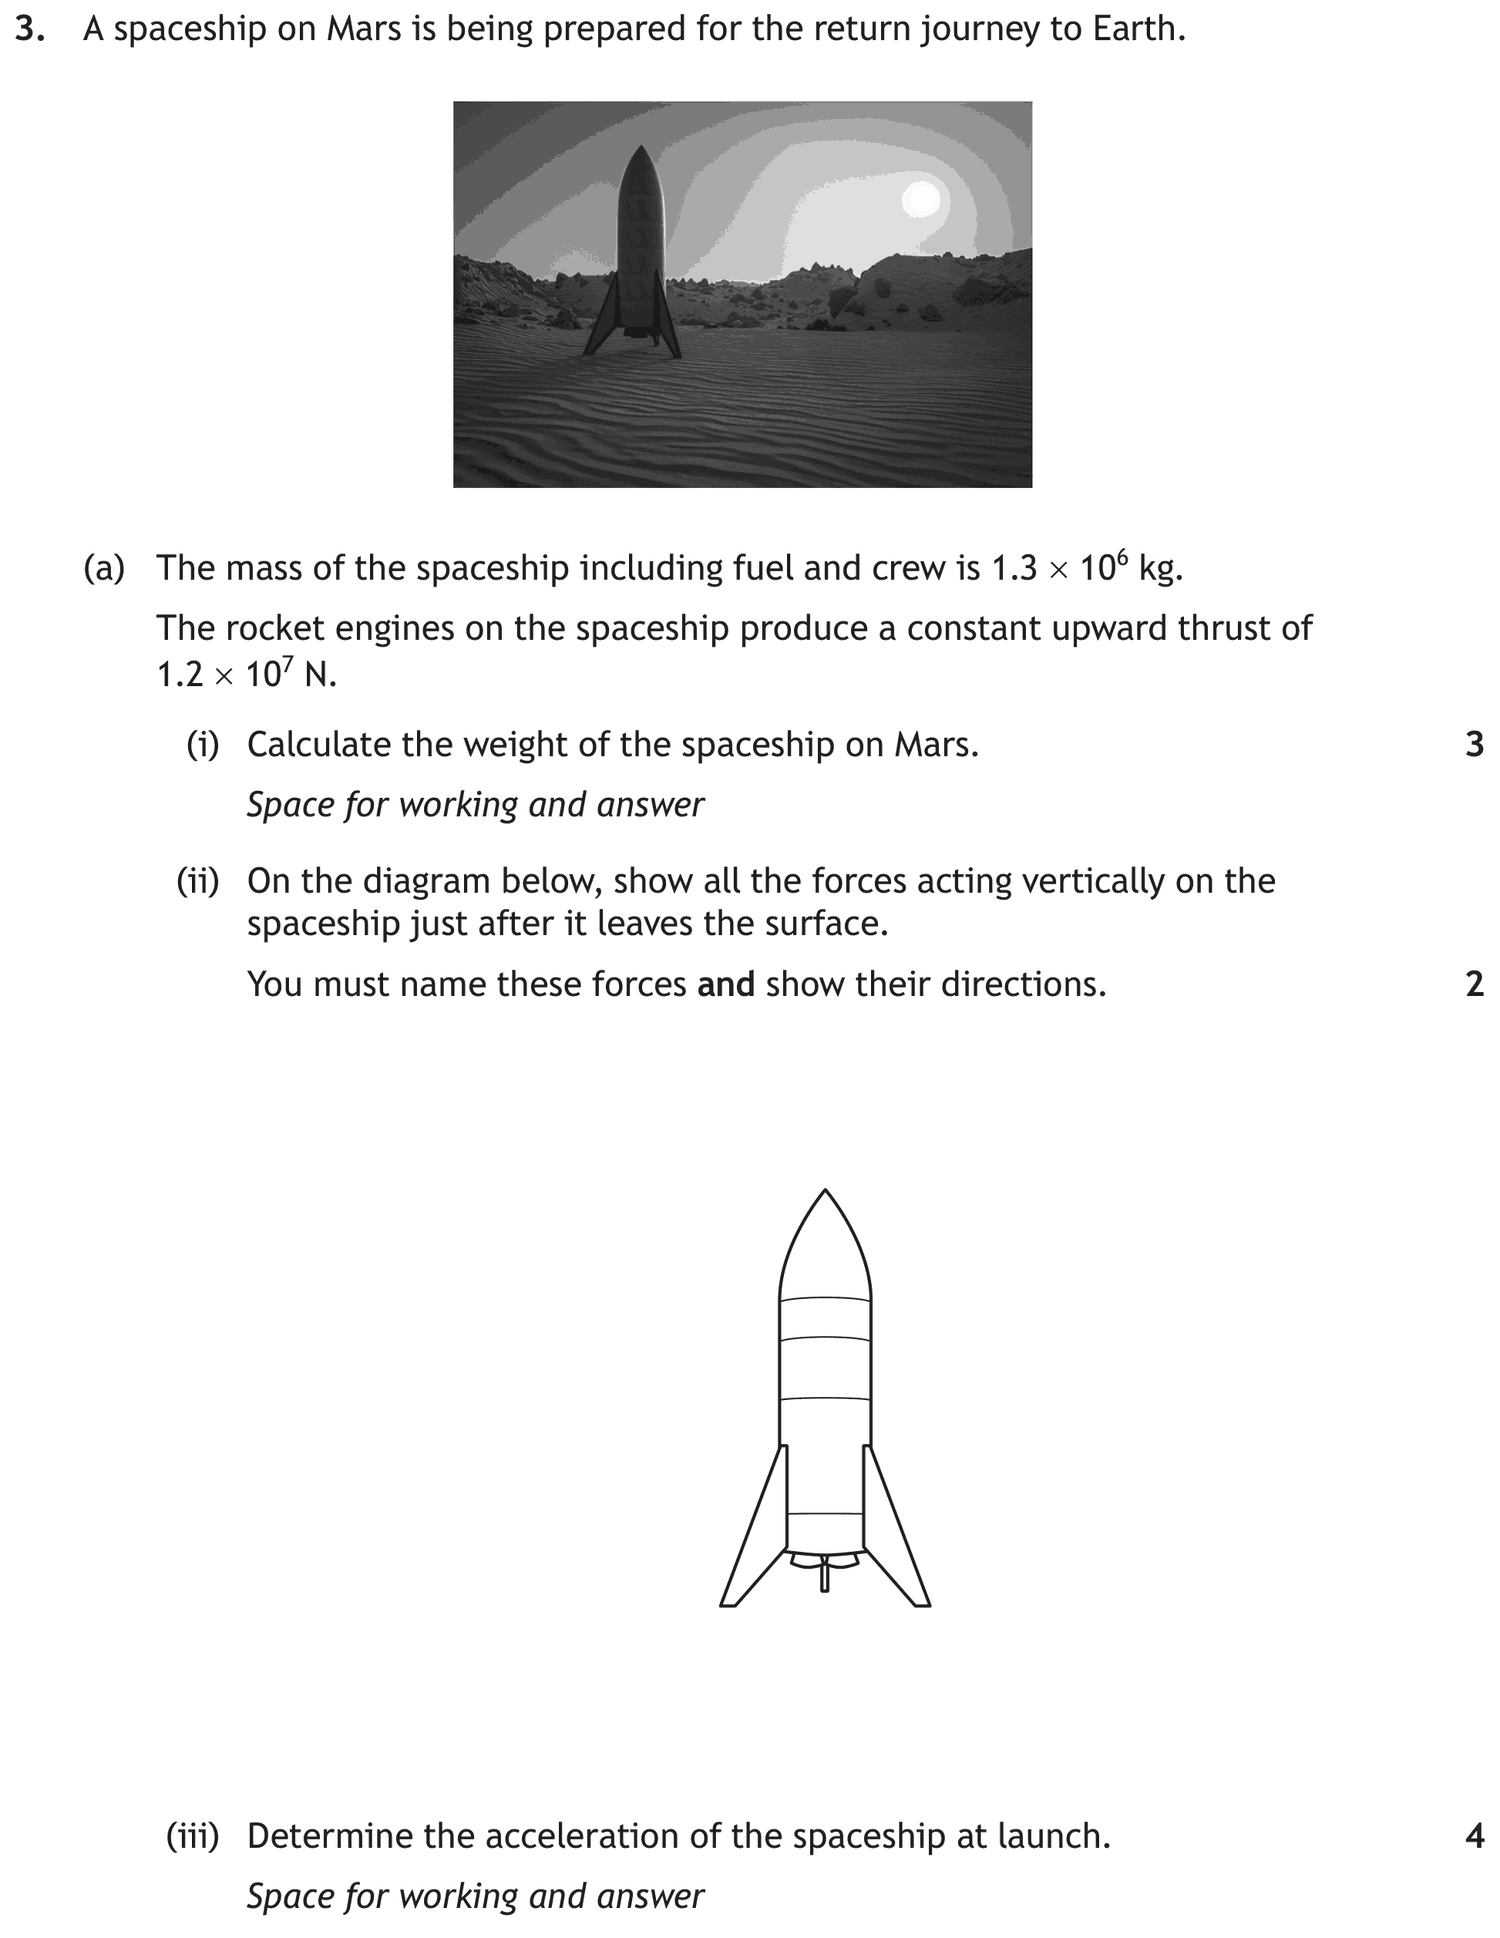 3. A spaceship on Mars is being prepared for the return journey to Earth.
(a) The mass of the spaceship including fuel and crew is 1.3 × 10⁶ kg.
The rocket engines on the spaceship produce a constant upward thrust of
1.2 × 10⁷ N.
(i) Calculate the weight of the spaceship on Mars. 3
Space for working and answer
(ii) On the diagram below, show all the forces acting vertically on the
spaceship just after it leaves the surface.
You must name these forces and show their directions. 2
(iii) Determine the acceleration of the spaceship at launch. 4
Space for working and answer